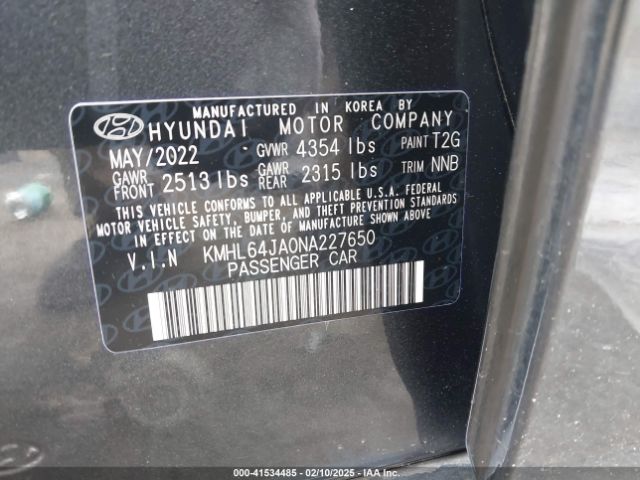 MANUFACTURED IN KOREA BY
HYUNDAI MOTOR COMPANY
MAY/2022 GVWR 4354 lbs PAINT T2G
GAWR FRONT 2513 lbs GAWR REAR 2315 lbs TRIM NNB
THIS VEHICLE CONFORMS TO ALL APPLICABLE U.S.A. FEDERAL
MOTOR VEHICLE SAFETY, BUMPER, AND THEFT PREVENTION STANDARDS
IN EFFECT ON THE DATE OF MANUFACTURE SHOWN ABOVE.
V.I.N KMHL64JA0NA227650
PASSENGER CAR
000-41534485 - 02/10/2025 - IAA Inc.